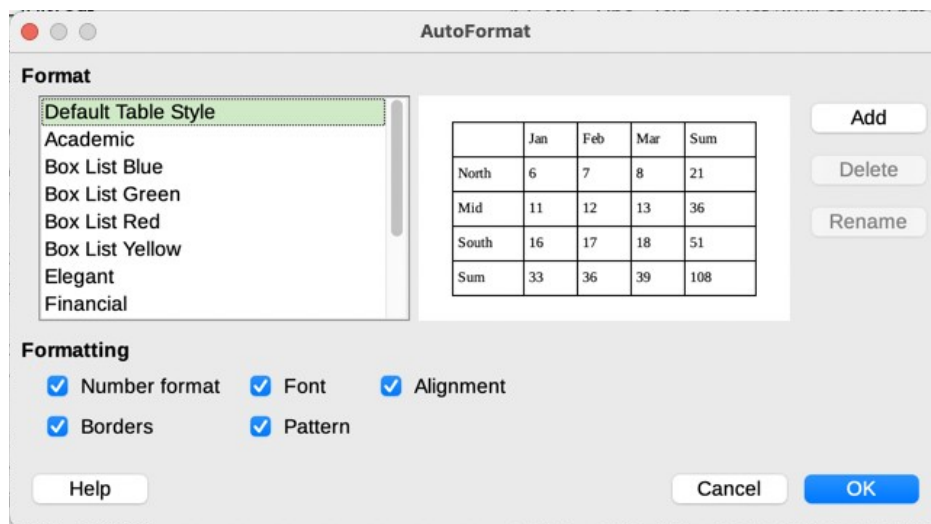 AutoFormat
Format
Default Table Style
Academic
Box List Blue
Box List Green
Box List Red
Box List Yellow
Elegant
Financial
Jan Feb Mar Sum
North 6 7 8 21
Mid 11 12 13 36
South 16 17 18 51
Sum 33 36 39 108
Add
Delete
Rename
Formatting
Number format Font Alignment
Borders Pattern
Help Cancel OK